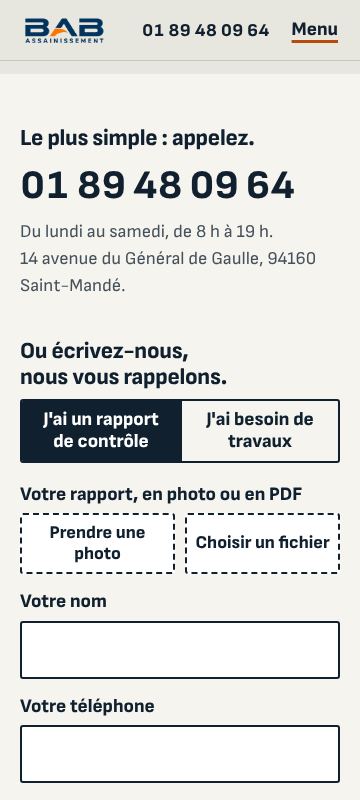 BAB
ASSAINISSEMENT
01 89 48 09 64
Menu
Le plus simple : appelez.
01 89 48 09 64
Du lundi au samedi, de 8 h à 19 h.
14 avenue du Général de Gaulle, 94160
Saint-Mandé.
Ou écrivez-nous,
nous vous rappelons.
J'ai un rapport
de contrôle
J'ai besoin de
travaux
Votre rapport, en photo ou en PDF
Prendre une
photo
Choisir un fichier
Votre nom
Votre téléphone